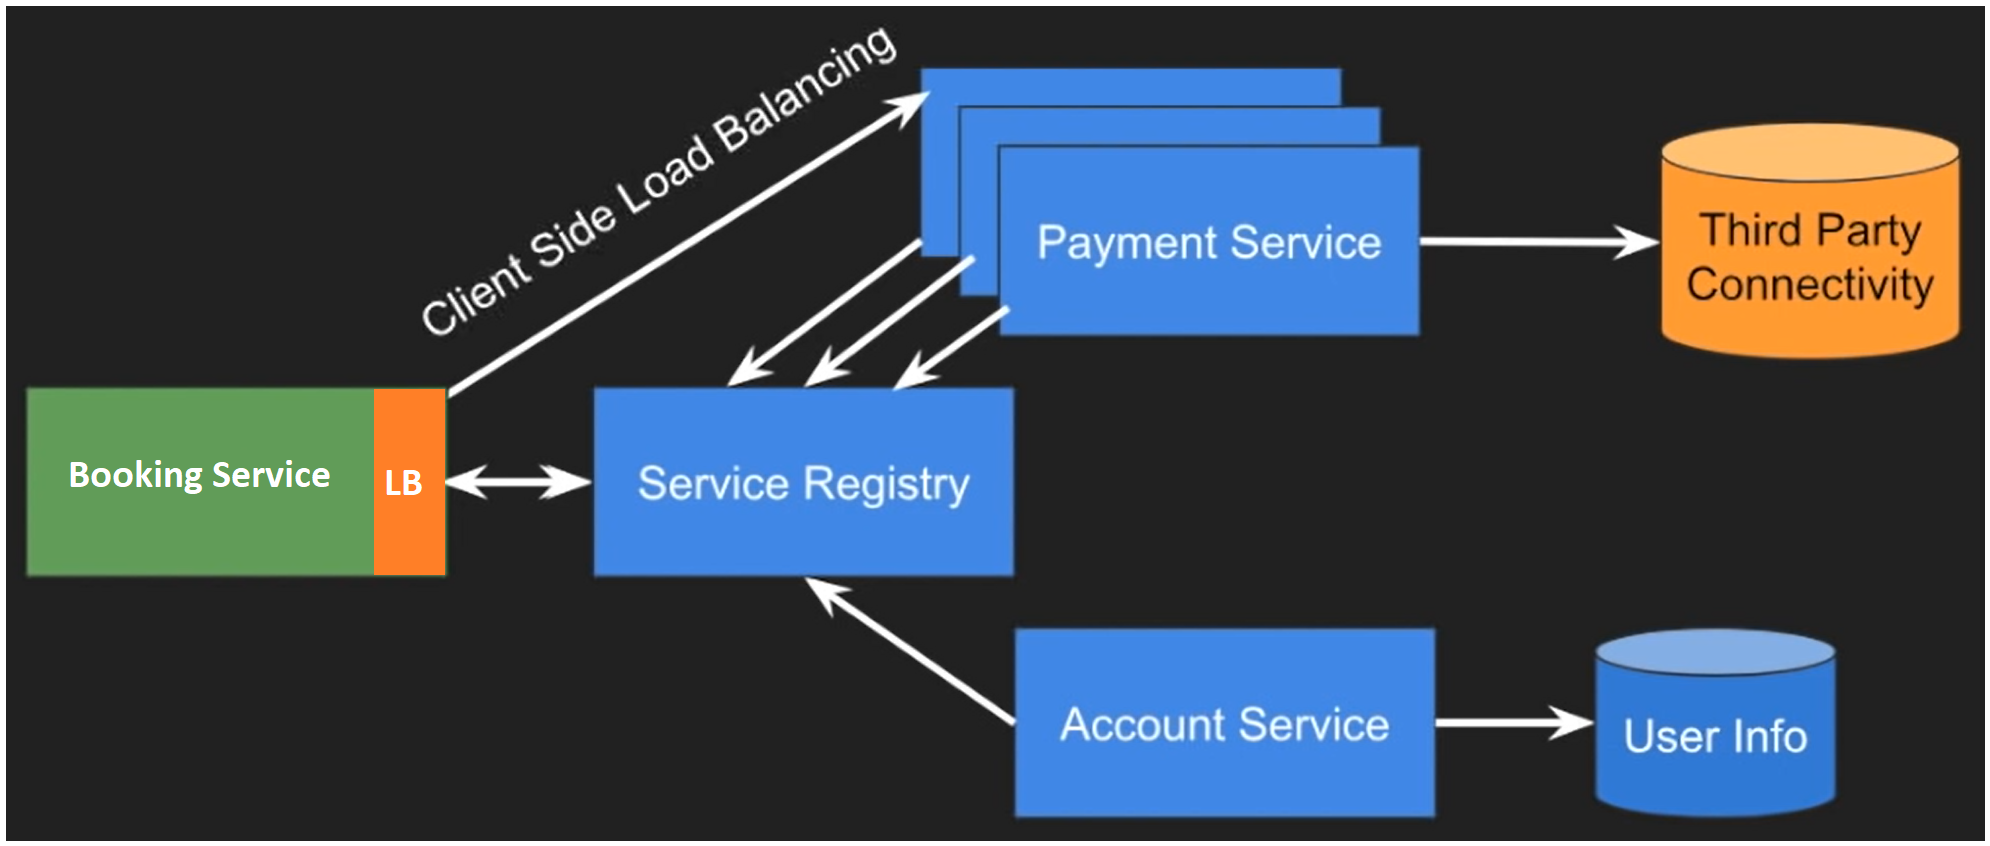 Client Side Load Balancing
Payment Service
Third Party
Connectivity
Booking Service
LB
Service Registry
Account Service
User Info